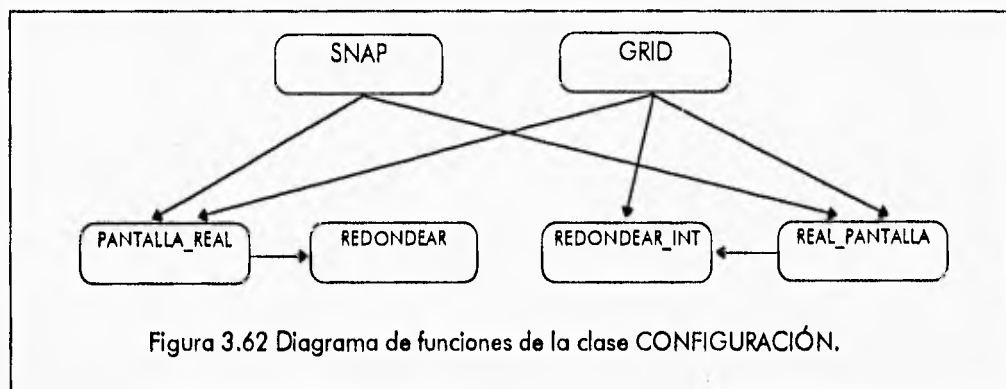 SNAP
GRID
PANTALLA_REAL
REDONDEAR
REDONDEAR_INT
REAL_PANTALLA
Figura 3.62 Diagrama de funciones de la clase CONFIGURACIÓN.